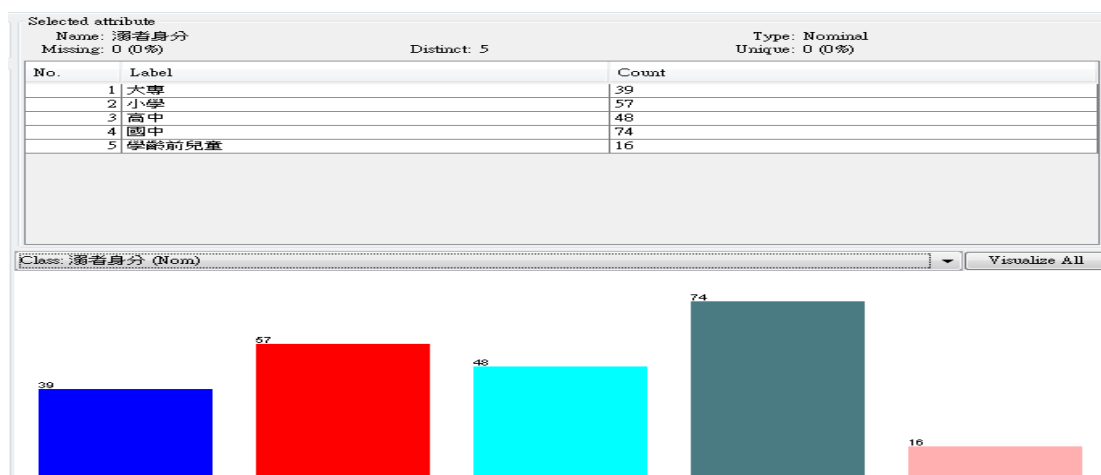 Selected attribute
Name: 溺者身分 Type: Nominal
Missing: 0 (0%) Distinct: 5 Unique: 0 (0%)
No. Label Count
1 大專 39
2 小學 57
3 高中 48
4 國中 74
5 學齡前兒童 16
Class: 溺者身分 (Nom) Visualize All
74
57
48
39
16